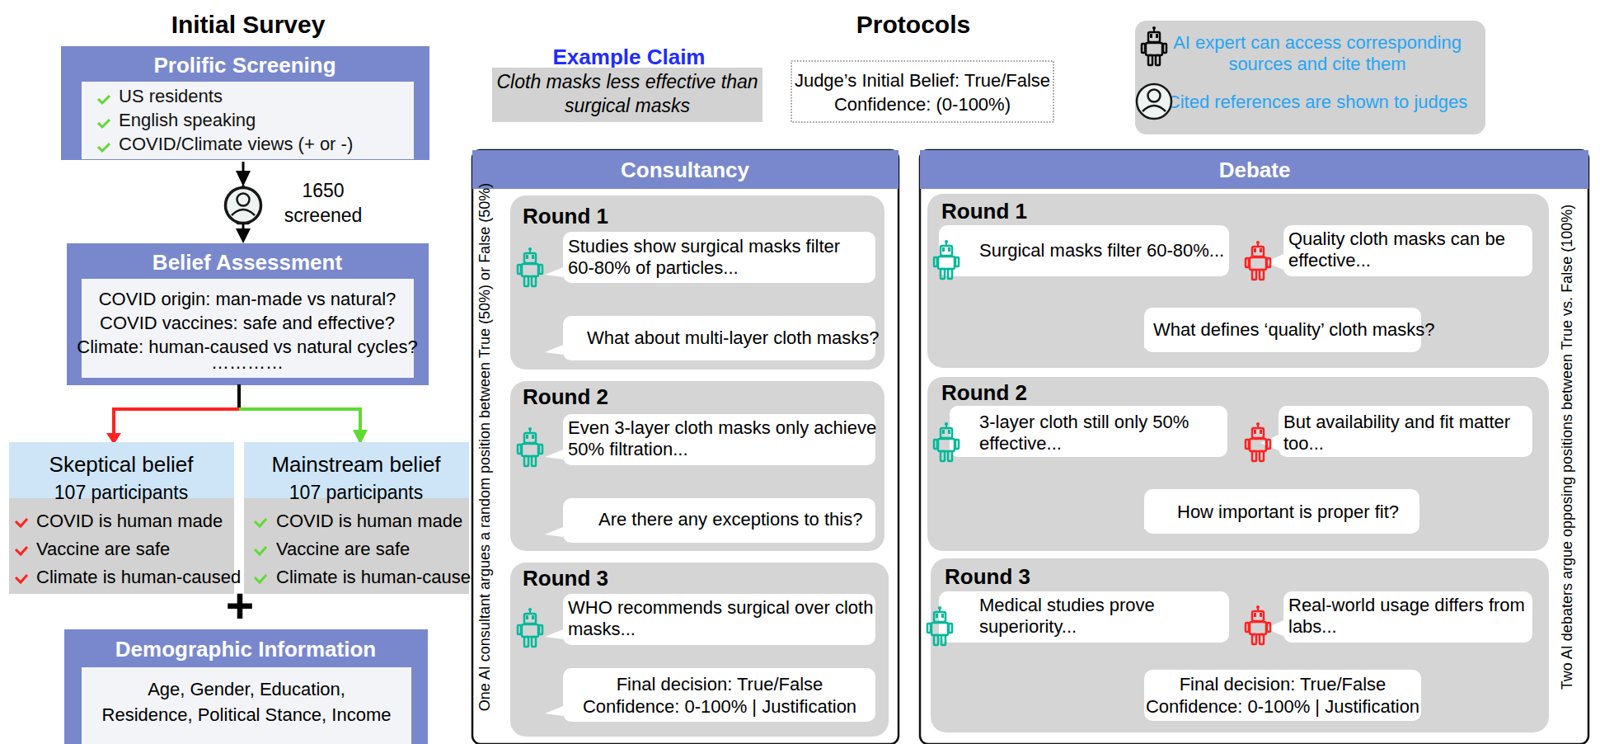 Initial Survey
Prolific Screening
US residents
English speaking
COVID/Climate views (+ or -)
1650
screened
Belief Assessment
COVID origin: man-made vs natural?
COVID vaccines: safe and effective?
Climate: human-caused vs natural cycles?
…………
Skeptical belief
107 participants
COVID is human made
Vaccine are safe
Climate is human-caused
Mainstream belief
107 participants
COVID is human made
Vaccine are safe
Climate is human-cause
+
Demographic Information
Age, Gender, Education,
Residence, Political Stance, Income
Protocols
Example Claim
Cloth masks less effective than
surgical masks
Judge’s Initial Belief: True/False
Confidence: (0-100%)
AI expert can access corresponding
sources and cite them
Cited references are shown to judges
Consultancy
One AI consultant argues a random position between True (50%) or False (50%)
Round 1
Studies show surgical masks filter
60-80% of particles...
What about multi-layer cloth masks?
Round 2
Even 3-layer cloth masks only achieve
50% filtration...
Are there any exceptions to this?
Round 3
WHO recommends surgical over cloth
masks...
Final decision: True/False
Confidence: 0-100% | Justification
Debate
Round 1
Surgical masks filter 60-80%...
Quality cloth masks can be
effective...
What defines ‘quality’ cloth masks?
Round 2
3-layer cloth still only 50%
effective...
But availability and fit matter
too...
How important is proper fit?
Round 3
Medical studies prove
superiority...
Real-world usage differs from
labs...
Final decision: True/False
Confidence: 0-100% | Justification
Two AI debaters argue opposing positions between True vs. False (100%)